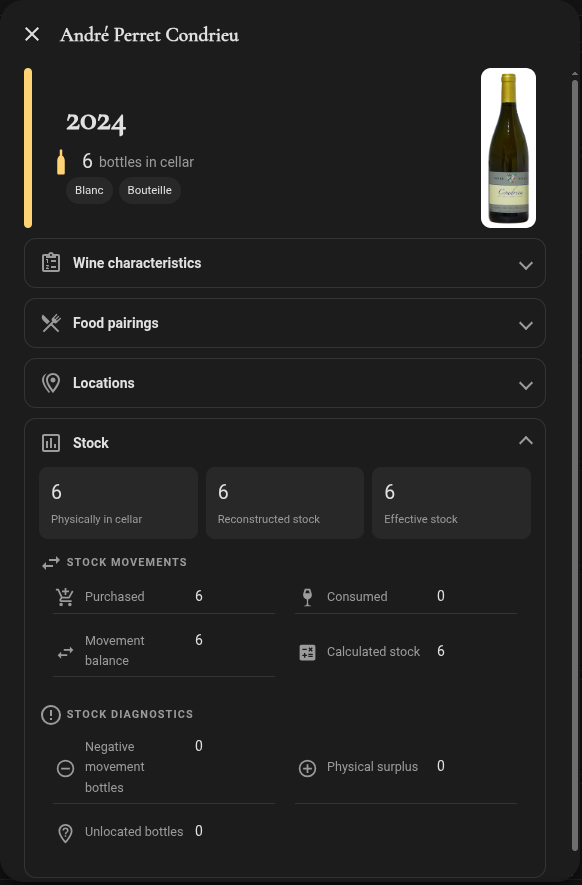 André Perret Condrieu
2024
6 bottles in cellar
Blanc Bouteille
Condrieu
Wine characteristics
Food pairings
Locations
Stock
6 6 6
Physically in cellar Reconstructed stock Effective stock
STOCK MOVEMENTS
Purchased 6 Consumed 0
Movement
balance
6
Calculated stock 6
STOCK DIAGNOSTICS
Negative
movement
bottles
0
Physical surplus 0
Unlocated bottles 0